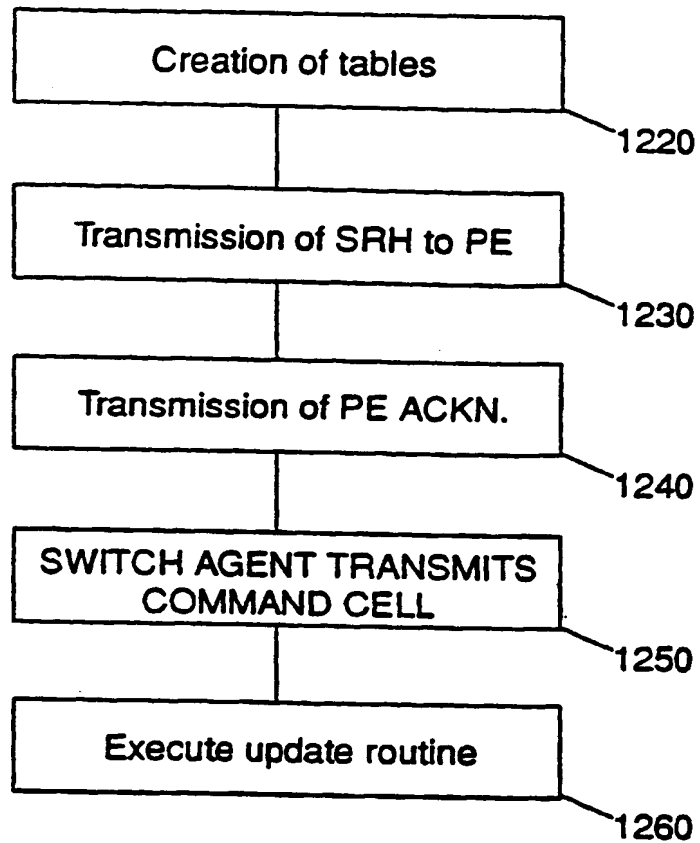 Creation of tables
1220
Transmission of SRH to PE
1230
Transmission of PE ACKN.
1240
SWITCH AGENT TRANSMITS
COMMAND CELL
1250
Execute update routine
1260